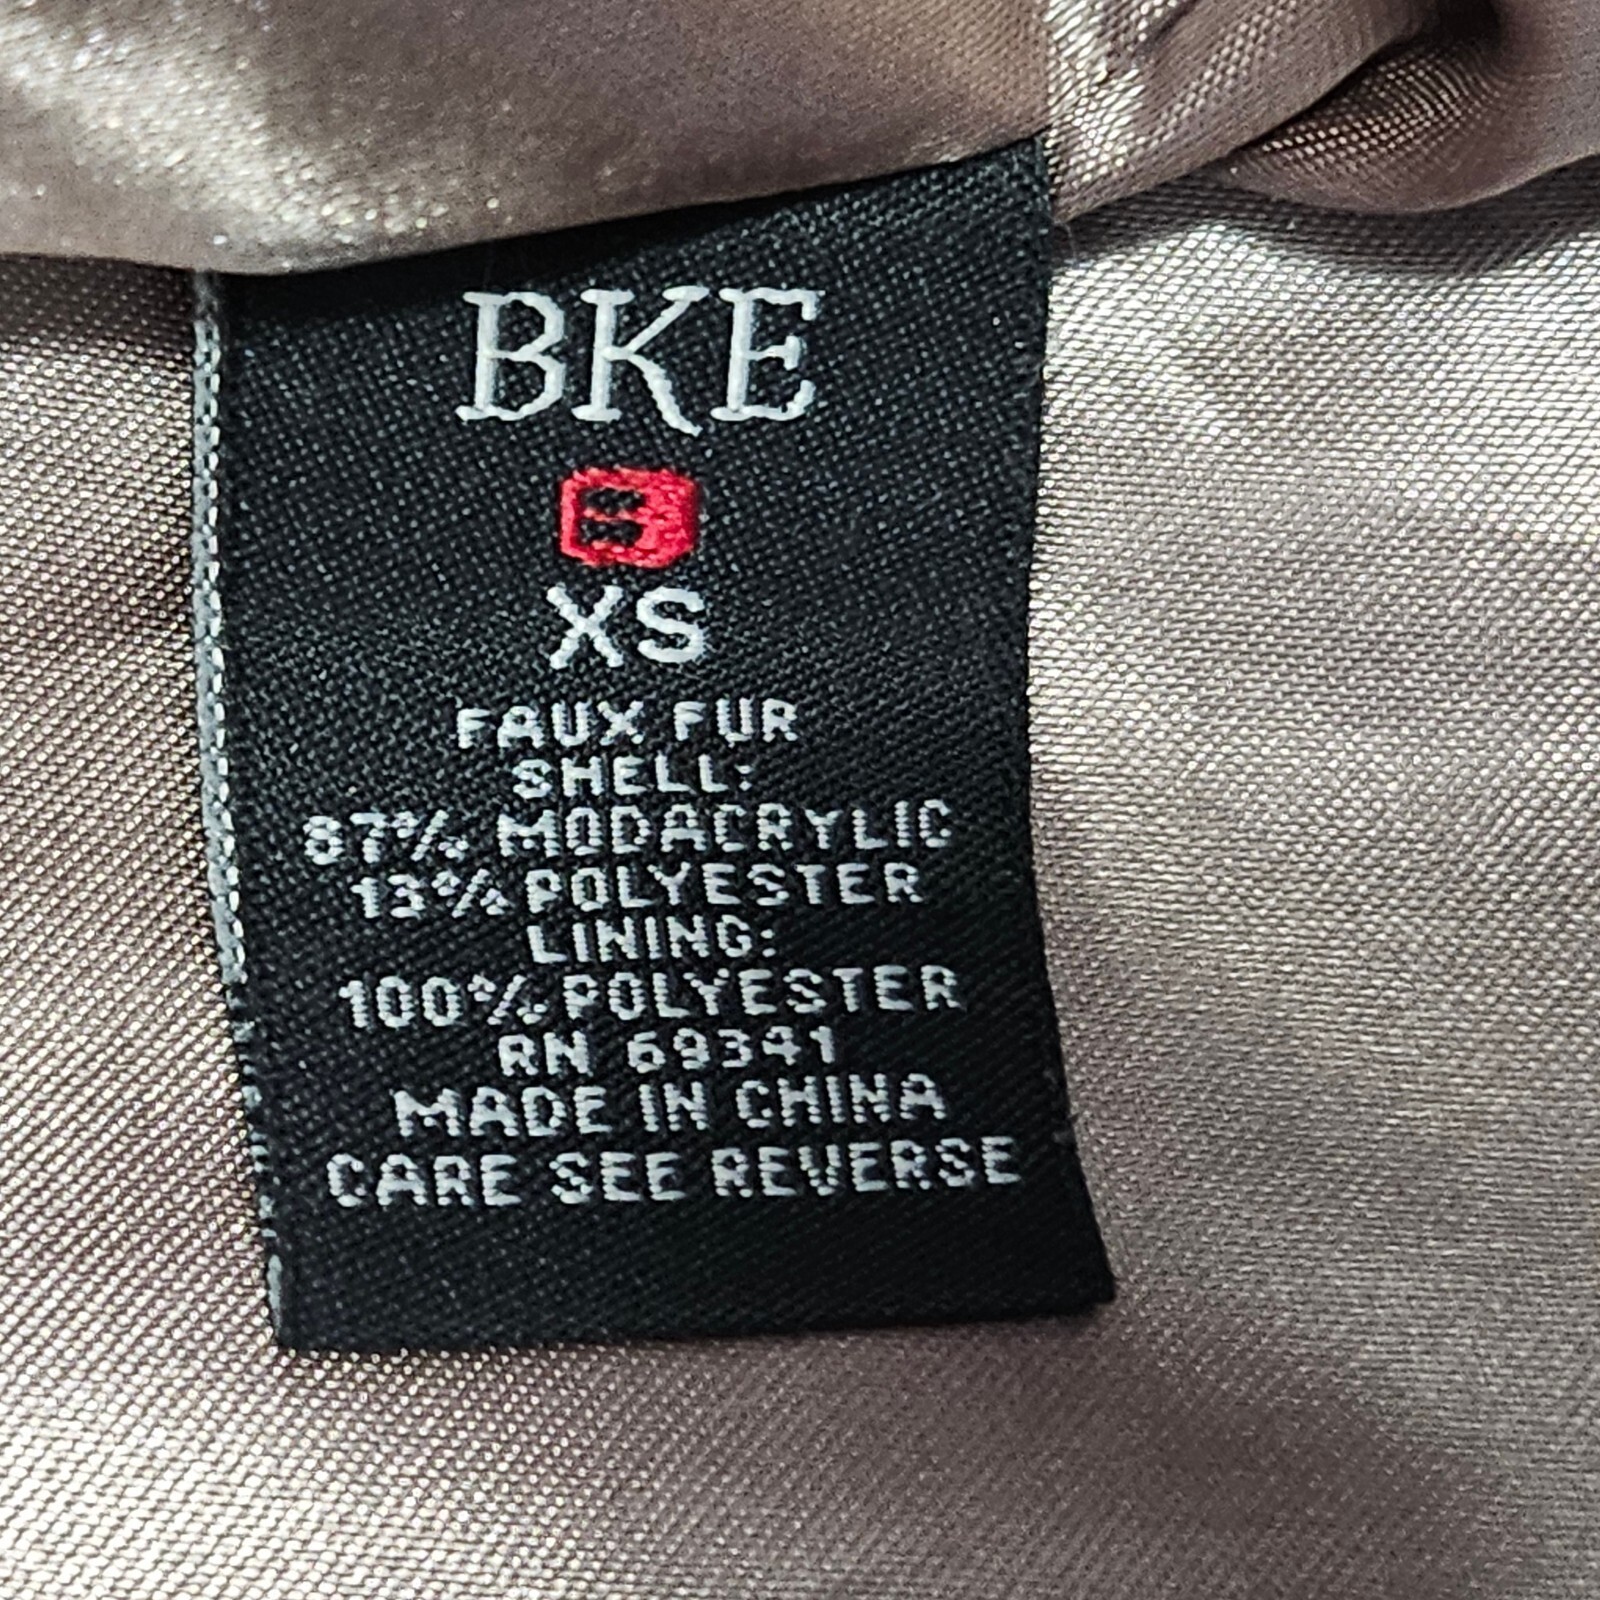 BKE
B
XS
FAUX FUR
SHELL:
87% MODACRYLIC
13% POLYESTER
LINING:
100% POLYESTER
RN 69341
MADE IN CHINA
CARE SEE REVERSE